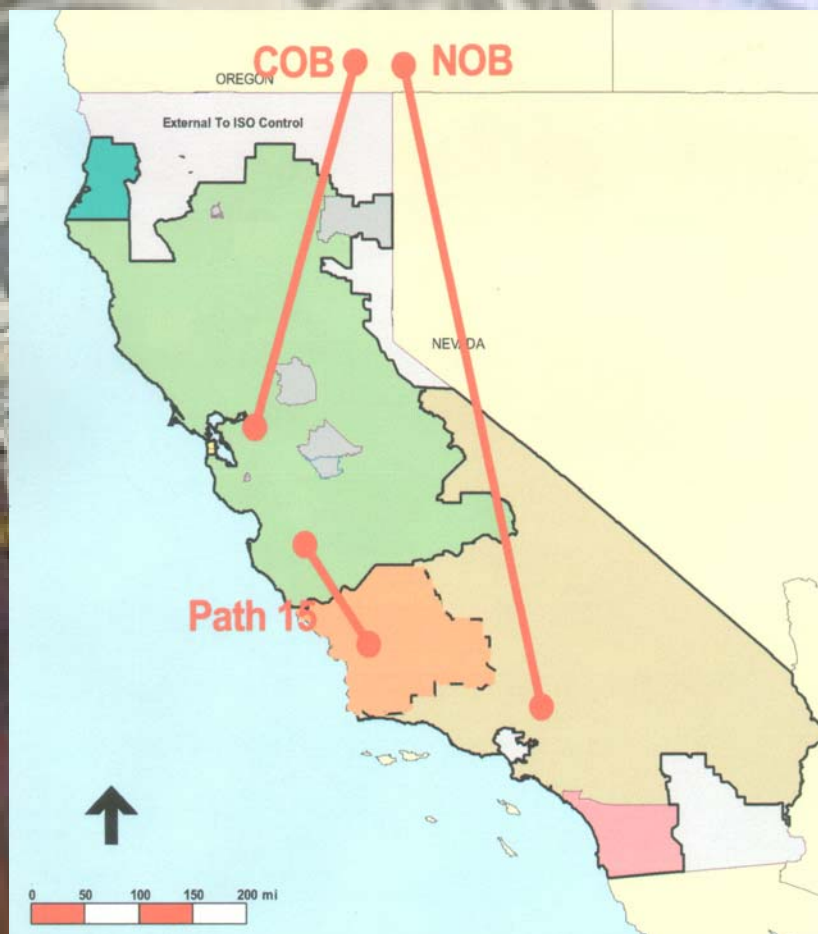 COB
NOB
OREGON
External To ISO Control
NEVADA
Path 15
0 50 100 150 200 mi